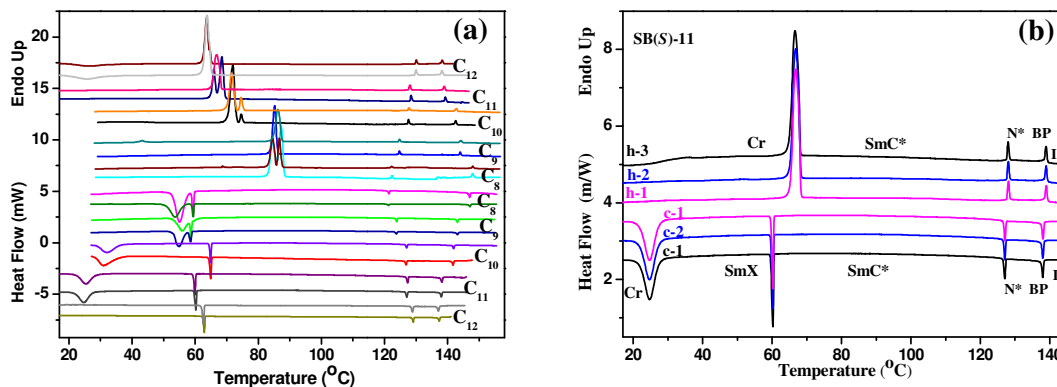 (a)
Endo Up
Heat Flow (mW)
20
15
10
5
0
-5
C12
C11
C10
C9
C8
C8
C9
C10
C11
C12
20 40 60 80 100 120 140
Temperature (°C)
(b)
SB(S)-11
Endo Up
Heat Flow (m/W)
8
6
4
2
N* BP
h-3 Cr SmC* I
h-2
h-1
c-1
c-2
c-1
SmX SmC*
Cr N* BP I
20 40 60 80 100 120 140
Temperature (°C)